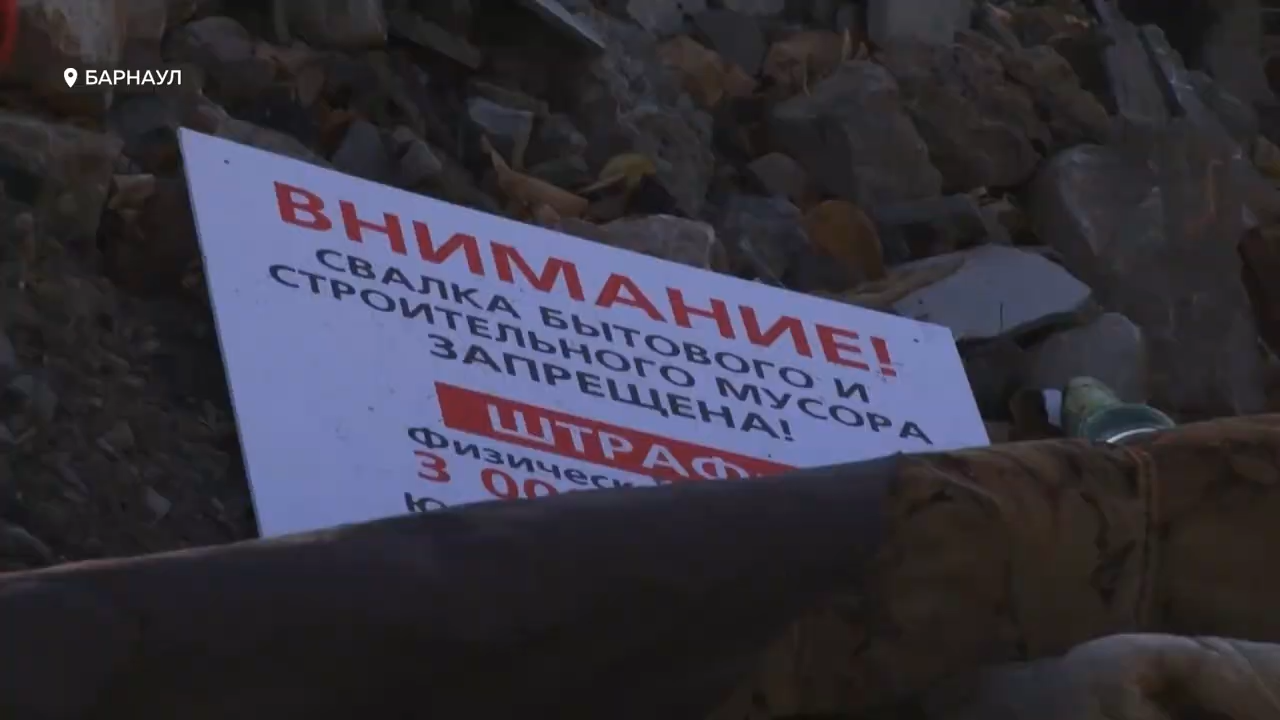 БАРНАУЛ
ВНИМАНИЕ!
СВАЛКА БЫТОВОГО И
СТРОИТЕЛЬНОГО МУСОРА
ЗАПРЕЩЕНА!